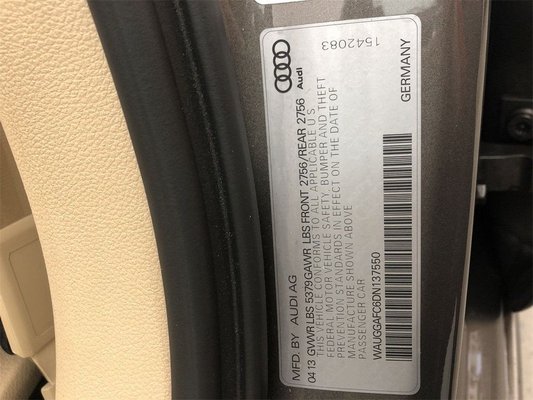 MFD. BY AUDI AG
Audi
1542083
04 13 GVWR LBS 5379 GAWR LBS FRONT 2756/REAR 2756
THIS VEHICLE CONFORMS TO ALL APPLICABLE U S
FEDERAL MOTOR VEHICLE SAFETY, BUMPER AND THEFT
PREVENTION STANDARDS IN EFFECT ON THE DATE OF
MANUFACTURE SHOWN ABOVE.
PASSENGER CAR
WAUGGAFC6DN137550
GERMANY